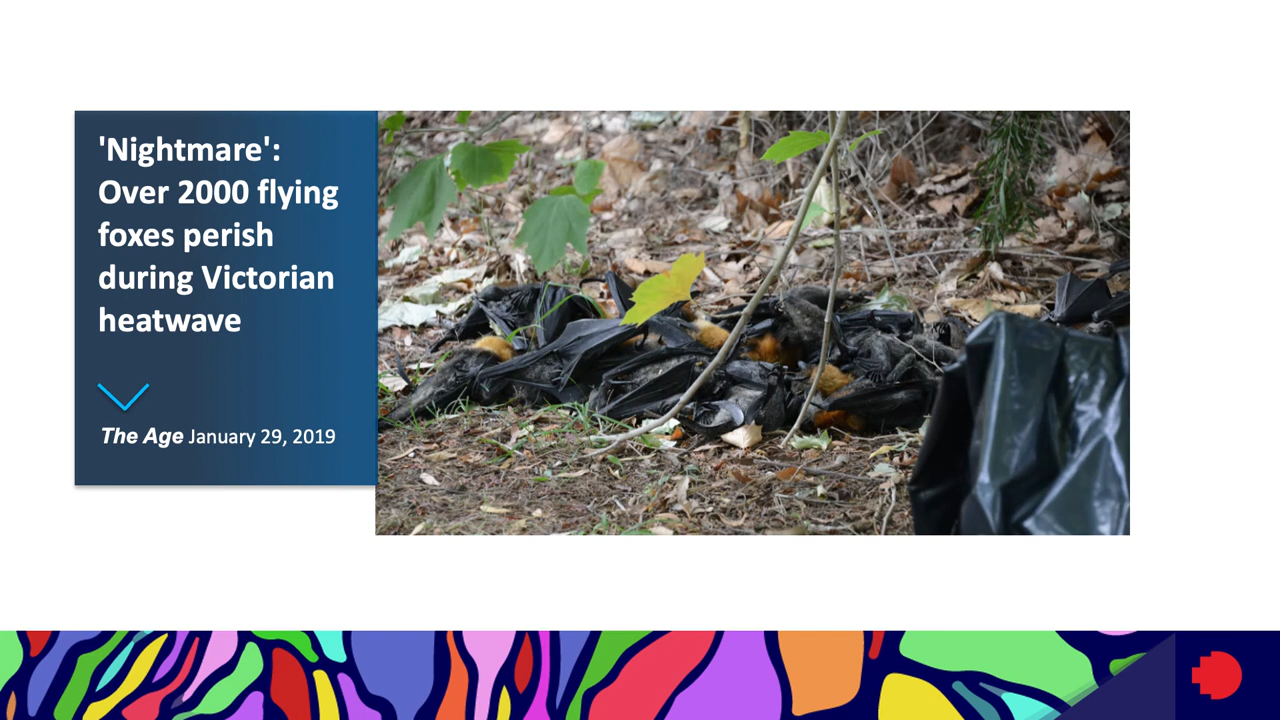 'Nightmare':
Over 2000 flying
foxes perish
during Victorian
heatwave
The Age January 29, 2019